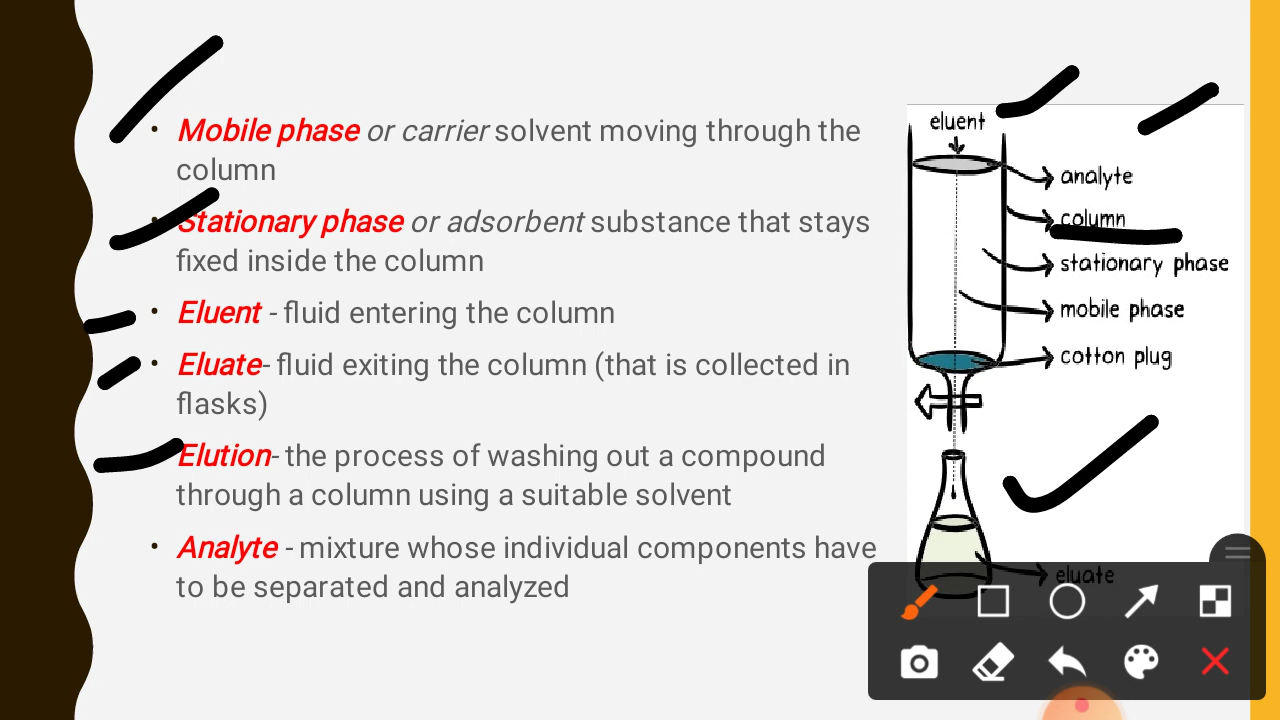 • Mobile phase or carrier solvent moving through the
column
• Stationary phase or adsorbent substance that stays
fixed inside the column
• Eluent - fluid entering the column
• Eluate- fluid exiting the column (that is collected in
flasks)
Elution- the process of washing out a compound
through a column using a suitable solvent
• Analyte - mixture whose individual components have
to be separated and analyzed
eluent
analyte
column
stationary phase
mobile phase
cotton plug
eluate